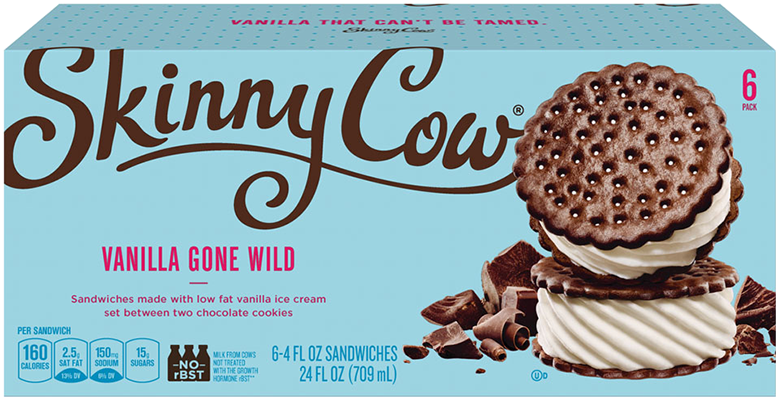 VANILLA THAT CAN'T BE TAMED.
Skinny Cow
Skinny Cow®
6
PACK
VANILLA GONE WILD
Sandwiches made with low fat vanilla ice cream
set between two chocolate cookies
PER SANDWICH
160
CALORIES
2.5g
SAT FAT
13% DV
150mg
SODIUM
6% DV
15g
SUGARS
-NO-
rBST
MILK FROM COWS
NOT TREATED
WITH THE GROWTH
HORMONE rBST**
6-4 FL OZ SANDWICHES
24 FL OZ (709 mL)
U D